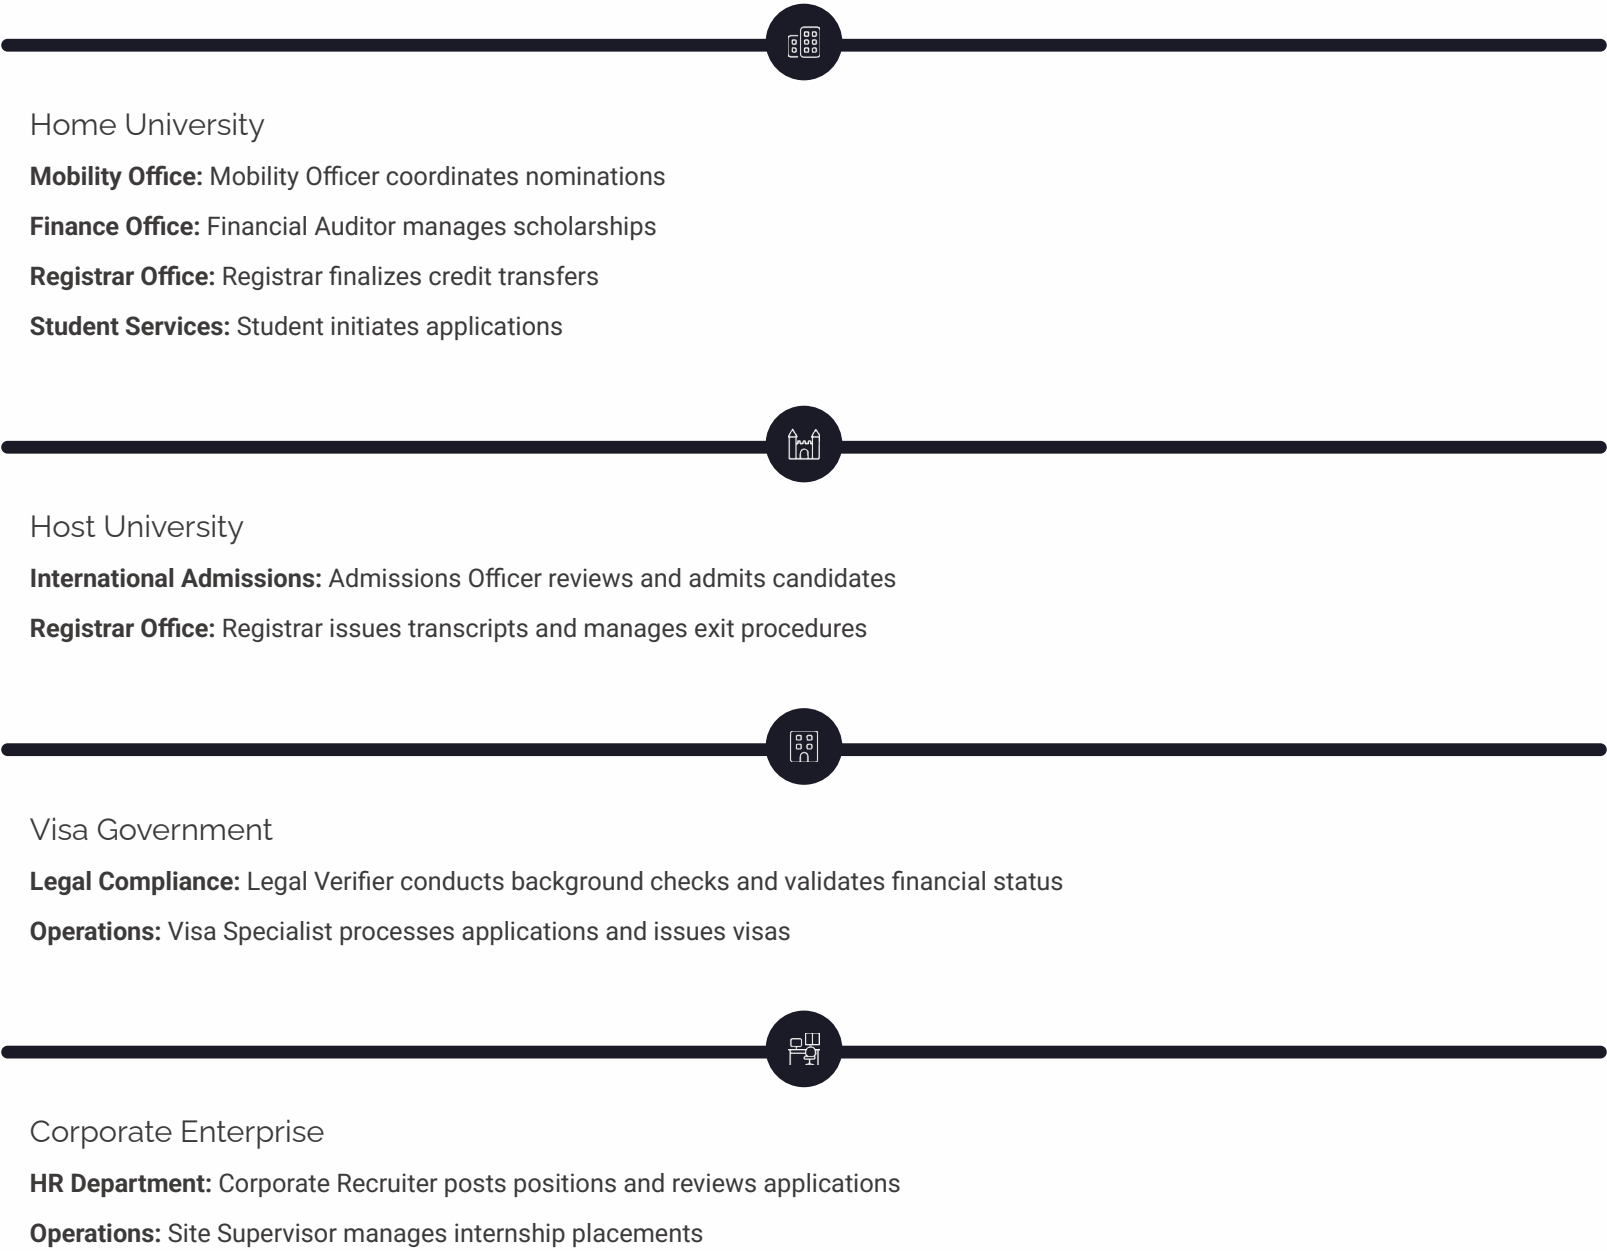 Home University
Mobility Office: Mobility Officer coordinates nominations
Finance Office: Financial Auditor manages scholarships
Registrar Office: Registrar finalizes credit transfers
Student Services: Student initiates applications
Host University
International Admissions: Admissions Officer reviews and admits candidates
Registrar Office: Registrar issues transcripts and manages exit procedures
Visa Government
Legal Compliance: Legal Verifier conducts background checks and validates financial status
Operations: Visa Specialist processes applications and issues visas
Corporate Enterprise
HR Department: Corporate Recruiter posts positions and reviews applications
Operations: Site Supervisor manages internship placements